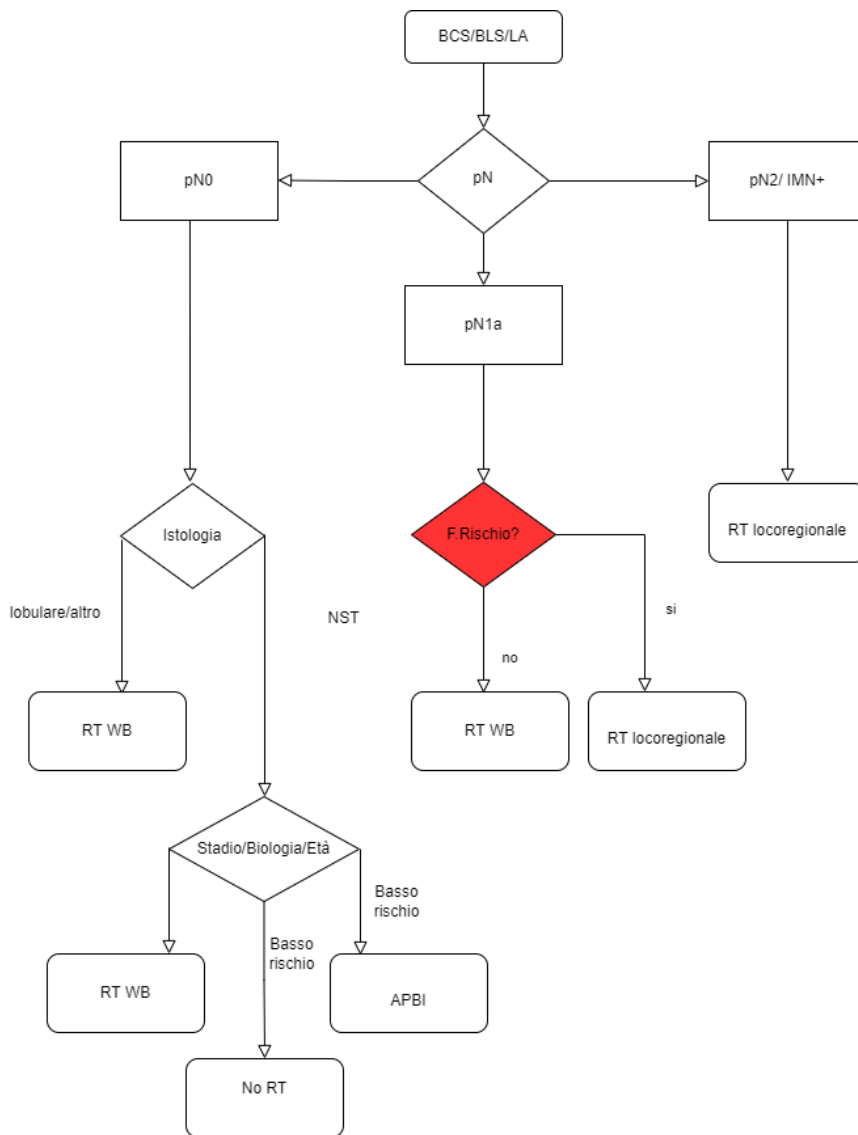 BCS/BLS/LA
pN0
pN
pN2/ IMN+
pN1a
Istologia
F.Rischio?
RT locoregionale
lobulare/altro
NST
si
no
RT WB
RT WB
RT locoregionale
Stadio/Biologia/Età
Basso
rischio
Basso
rischio
RT WB
APBI
No RT